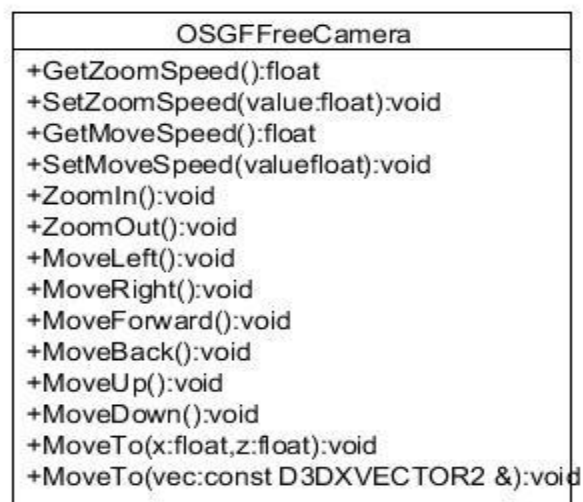 OSGFFreeCamera
+GetZoomSpeed():float
+SetZoomSpeed(value:float):void
+GetMoveSpeed():float
+SetMoveSpeed(valuefloat):void
+ZoomIn():void
+ZoomOut():void
+MoveLeft():void
+MoveRight():void
+MoveForward():void
+MoveBack():void
+MoveUp():void
+MoveDown():void
+MoveTo(x:float,z:float):void
+MoveTo(vec:const D3DXVECTOR2 &):void